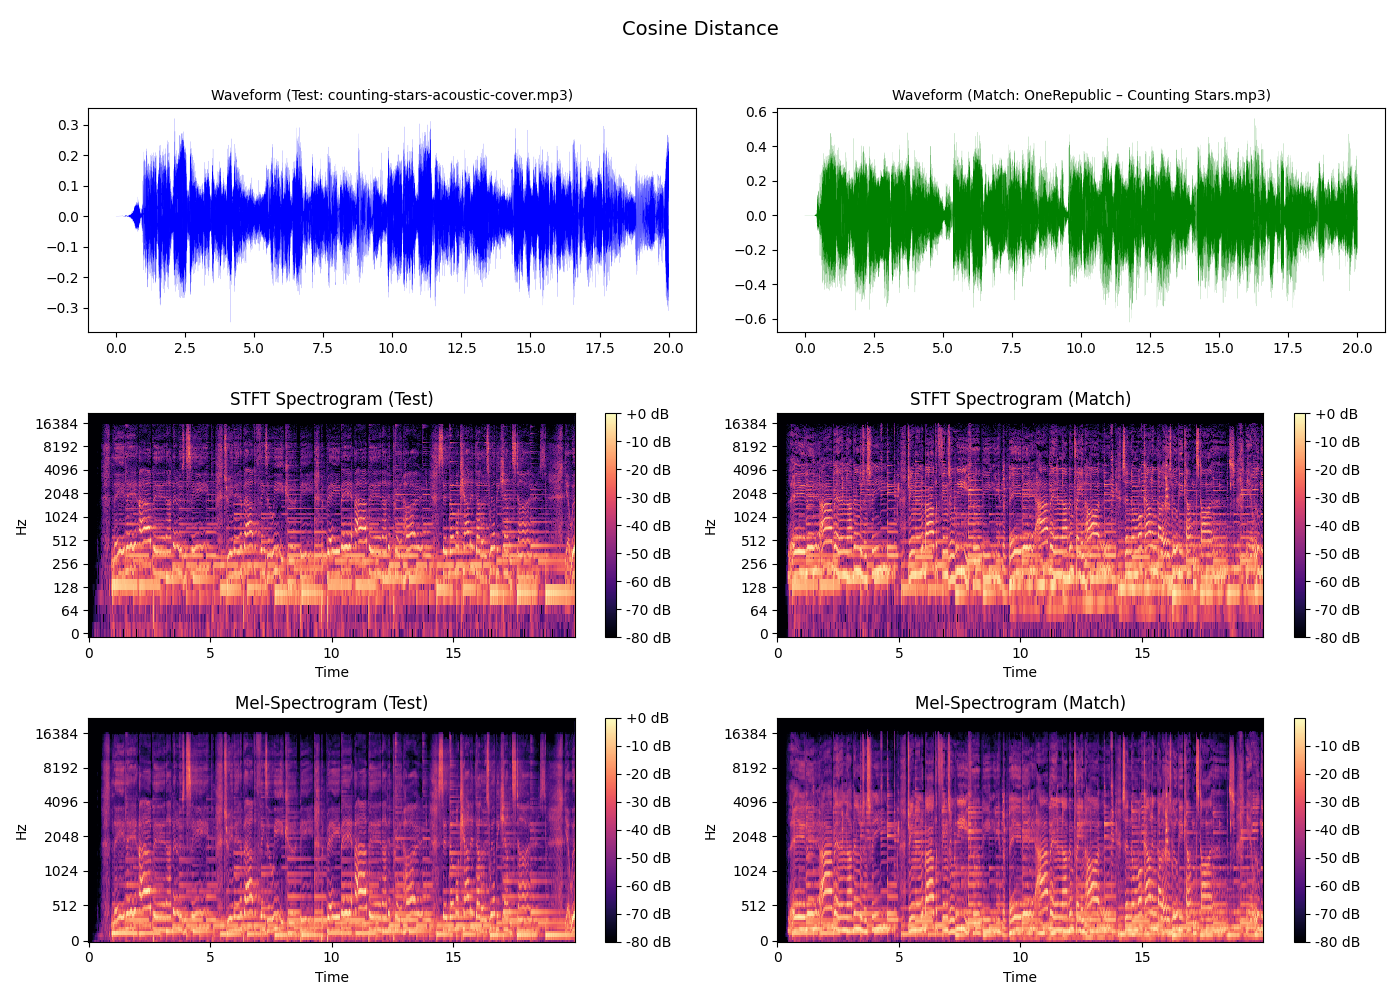 Cosine Distance
Waveform (Test: counting-stars-acoustic-cover.mp3)
0.3
0.2
0.1
0.0
−0.1
−0.2
−0.3
0.0 2.5 5.0 7.5 10.0 12.5 15.0 17.5 20.0
Waveform (Match: OneRepublic – Counting Stars.mp3)
0.6
0.4
0.2
0.0
−0.2
−0.4
−0.6
0.0 2.5 5.0 7.5 10.0 12.5 15.0 17.5 20.0
STFT Spectrogram (Test)
Hz
16384
8192
4096
2048
1024
512
256
128
64
0
0 5 10 15
Time
+0 dB
-10 dB
-20 dB
-30 dB
-40 dB
-50 dB
-60 dB
-70 dB
-80 dB
STFT Spectrogram (Match)
Hz
16384
8192
4096
2048
1024
512
256
128
64
0
0 5 10 15
Time
+0 dB
-10 dB
-20 dB
-30 dB
-40 dB
-50 dB
-60 dB
-70 dB
-80 dB
Mel-Spectrogram (Test)
Hz
16384
8192
4096
2048
1024
512
0
0 5 10 15
Time
+0 dB
-10 dB
-20 dB
-30 dB
-40 dB
-50 dB
-60 dB
-70 dB
-80 dB
Mel-Spectrogram (Match)
Hz
16384
8192
4096
2048
1024
512
0
0 5 10 15
Time
-10 dB
-20 dB
-30 dB
-40 dB
-50 dB
-60 dB
-70 dB
-80 dB